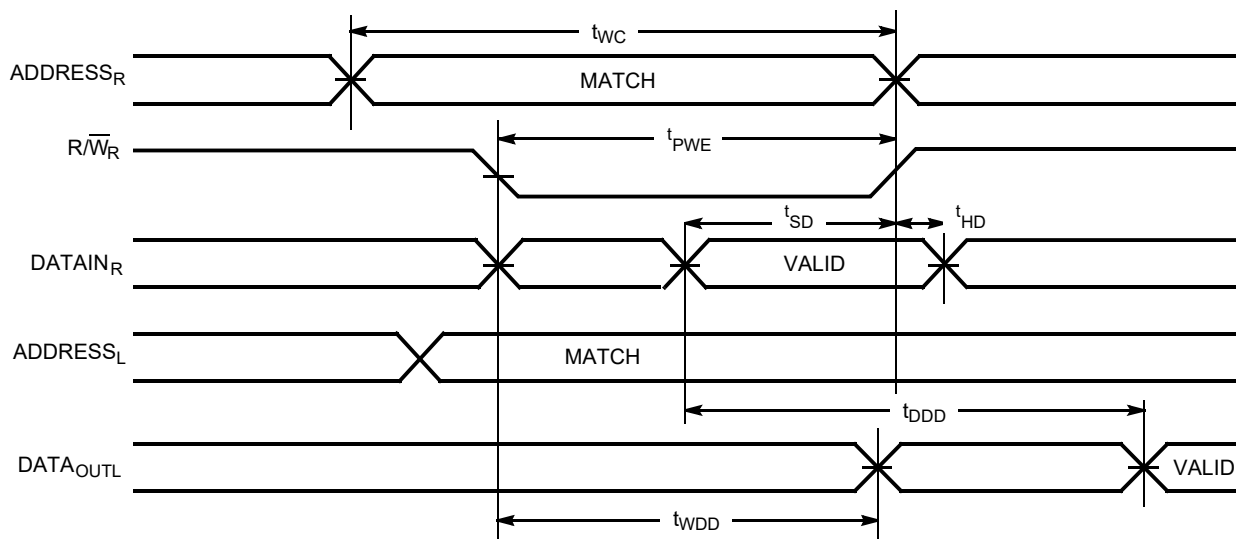 tWC
ADDRESSR
MATCH
tPWE
R/W̅R
tSD
tHD
DATAINR
VALID
ADDRESSL
MATCH
tDDD
DATAOUTL
VALID
tWDD